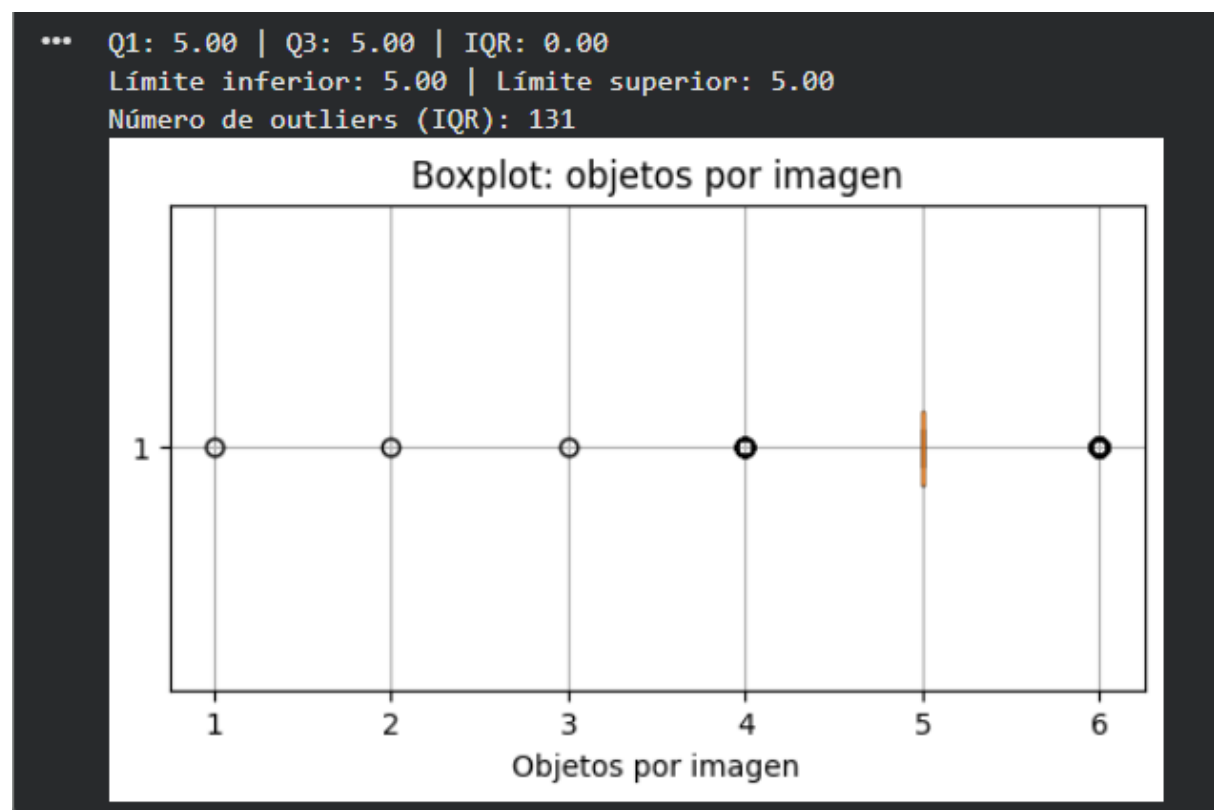 Q1: 5.00 | Q3: 5.00 | IQR: 0.00
Límite inferior: 5.00 | Límite superior: 5.00
Número de outliers (IQR): 131
Boxplot: objetos por imagen
1
1 2 3 4 5 6
Objetos por imagen